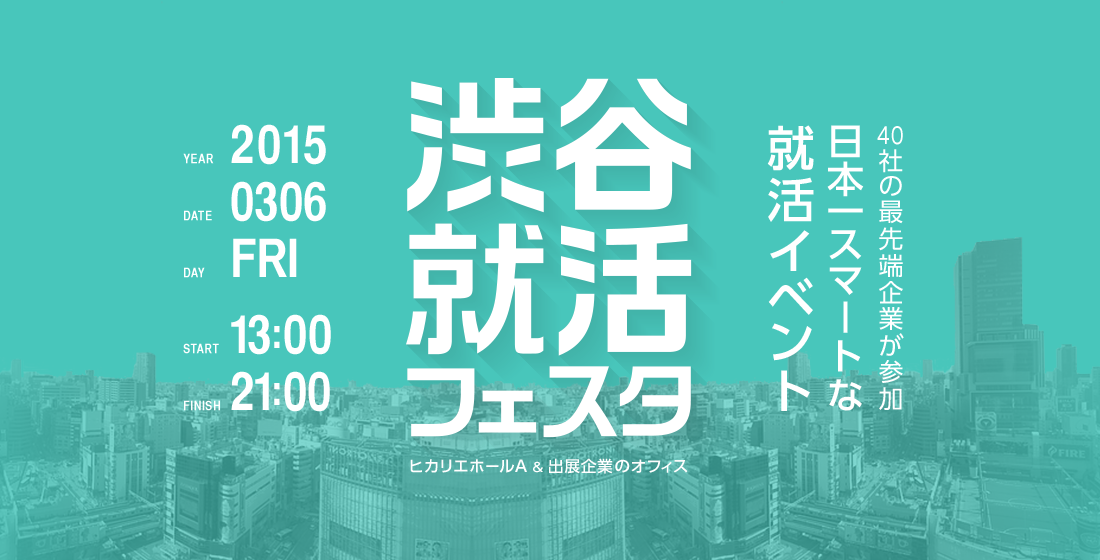 YEAR 2015
DATE 0306
DAY FRI
START 13:00
FINISH 21:00
渋谷
就活
フェスタ
ヒカリエホールA & 出展企業のオフィス
40社の最先端企業が参加
日本一スマートな
就活イベント
FIRE